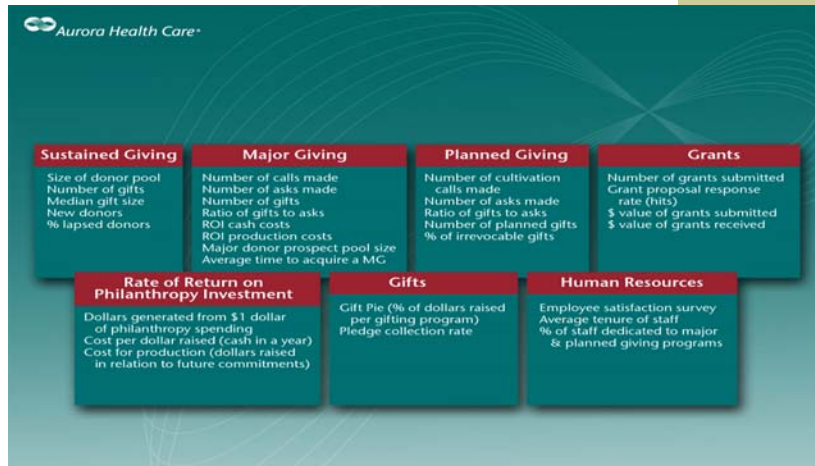 Aurora Health Care®
Sustained Giving
Size of donor pool
Number of gifts
Median gift size
New donors
% lapsed donors
Major Giving
Number of calls made
Number of asks made
Number of gifts
Ratio of gifts to asks
ROI cash costs
ROI production costs
Major donor prospect pool size
Average time to acquire a MG
Planned Giving
Number of cultivation
calls made
Number of asks made
Ratio of gifts to asks
Number of planned gifts
% of irrevocable gifts
Grants
Number of grants submitted
Grant proposal response
rate (hits)
$ value of grants submitted
$ value of grants received
Rate of Return on
Philanthropy Investment
Dollars generated from $1 dollar
of philanthropy spending
Cost per dollar raised (cash in a year)
Cost for production (dollars raised
in relation to future commitments)
Gifts
Gift Pie (% of dollars raised
per gifting program)
Pledge collection rate
Human Resources
Employee satisfaction survey
Average tenure of staff
% of staff dedicated to major
& planned giving programs